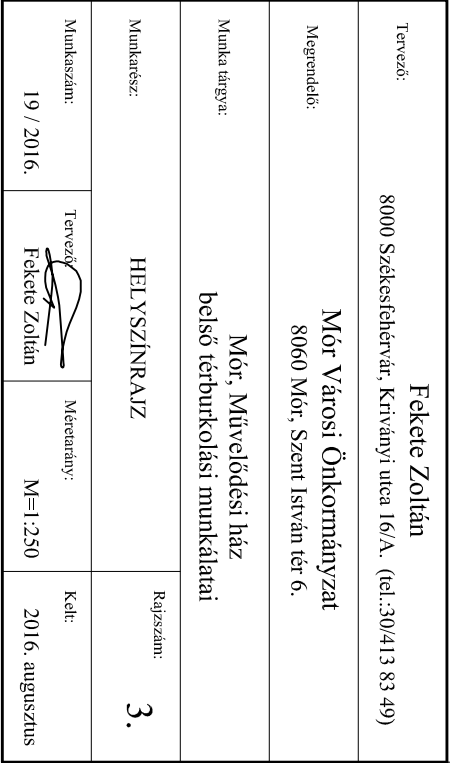 Tervező:
Fekete Zoltán
8000 Székesfehérvár, Kriványi utca 16/A. (tel.:30/413 83 49)
Megrendelő:
Mór Városi Önkormányzat
8060 Mór, Szent István tér 6.
Munka tárgya:
Mór, Művelődési ház
belső térburkolási munkálatai
Munkarész:
HELYSZÍNRAJZ
Rajzszám:
3.
Munkaszám:
19 / 2016.
Tervező:
Fekete Zoltán
Méretarány:
M=1:250
Kelt:
2016. augusztus